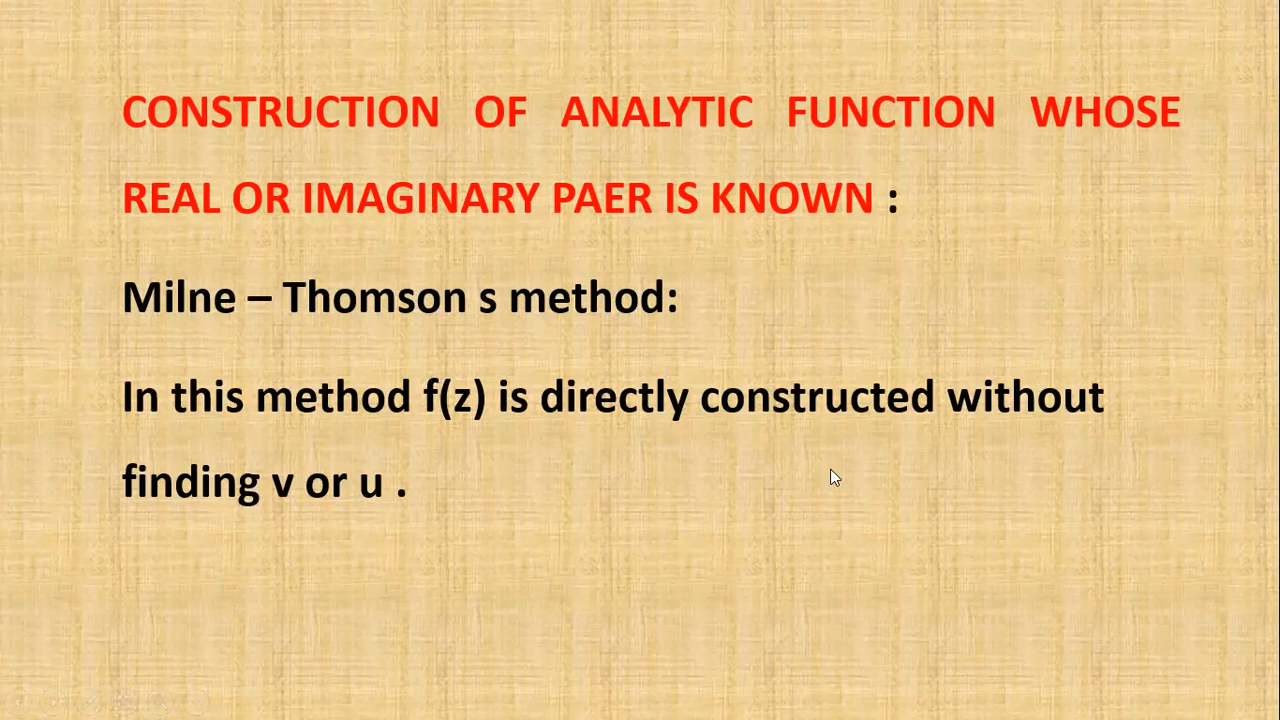 CONSTRUCTION OF ANALYTIC FUNCTION WHOSE
REAL OR IMAGINARY PAER IS KNOWN :
Milne – Thomson s method:
In this method f(z) is directly constructed without
finding v or u .